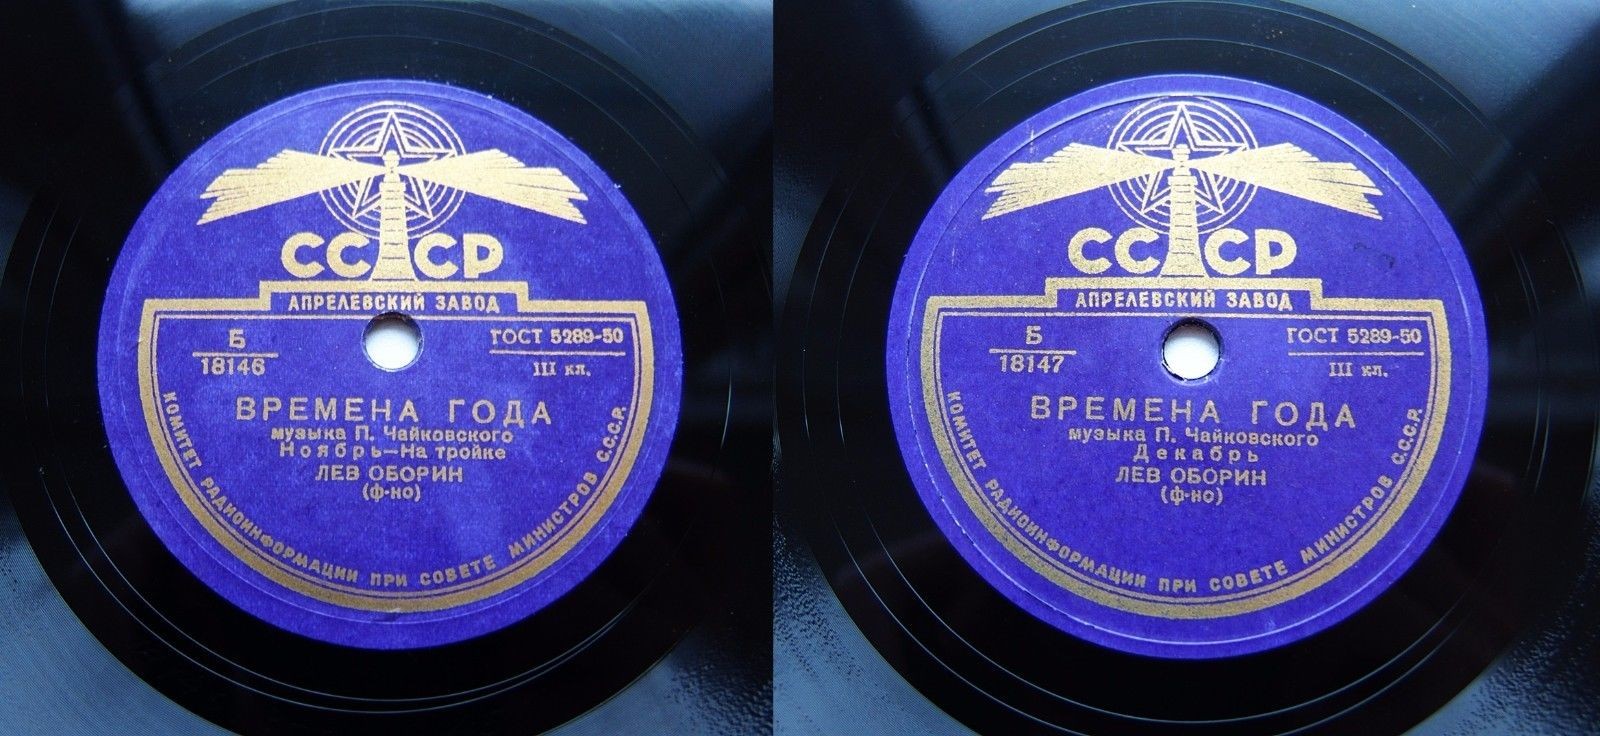 СССР
АПРЕЛЕВСКИЙ ЗАВОД
Б
18146
ГОСТ 5289-50
III кл.
ВРЕМЕНА ГОДА
музыка П. Чайковского
Ноябрь—На тройке
ЛЕВ ОБОРИН
(ф-но)
КОМИТЕТ РАДИОИНФОРМАЦИИ ПРИ СОВЕТЕ МИНИСТРОВ С.С.С.Р.
СССР
АПРЕЛЕВСКИЙ ЗАВОД
Б
18147
ГОСТ 5289-50
III кл.
ВРЕМЕНА ГОДА
музыка П. Чайковского
Декабрь
ЛЕВ ОБОРИН
(ф-но)
КОМИТЕТ РАДИОИНФОРМАЦИИ ПРИ СОВЕТЕ МИНИСТРОВ С.С.С.Р.